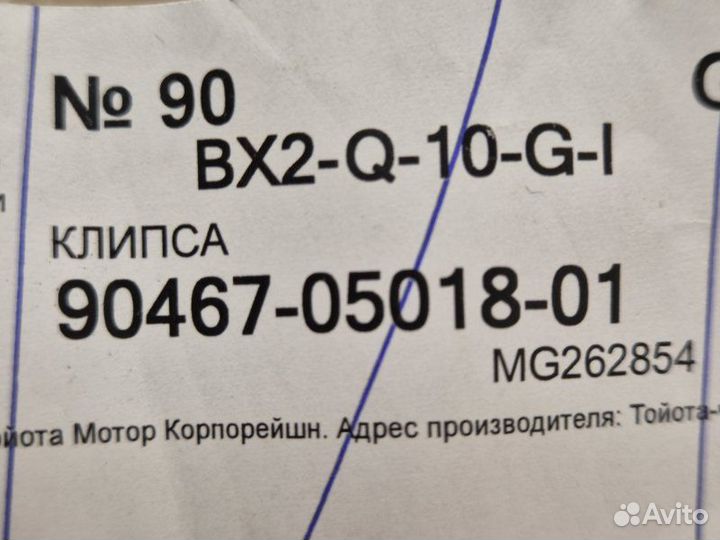 № 90
BX2-Q-10-G-I
КЛИПСА
90467-05018-01
MG262854
Мотор Корпорейшн. Адрес производителя:
Avito